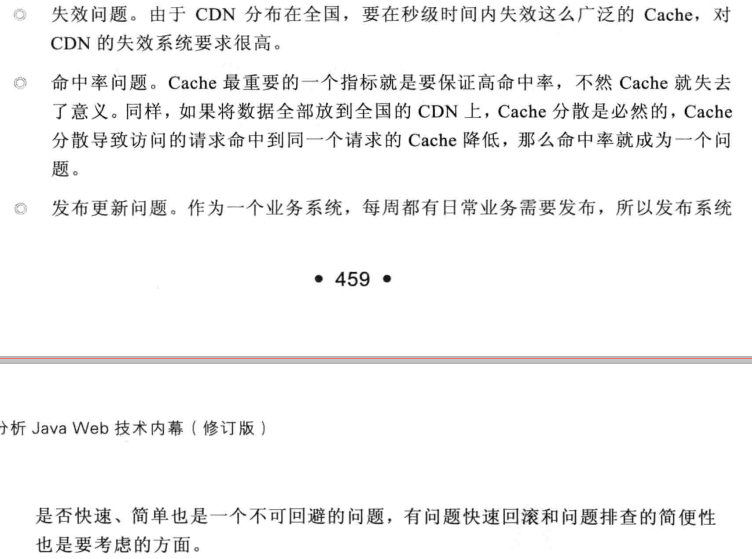 ◎ 失效问题。由于 CDN 分布在全国，要在秒级时间内失效这么广泛的 Cache，对
CDN 的失效系统要求很高。
◎ 命中率问题。Cache 最重要的一个指标就是要保证高命中率，不然 Cache 就失去
了意义。同样，如果将数据全部放到全国的 CDN 上，Cache 分散是必然的，Cache
分散导致访问的请求命中到同一个请求的 Cache 降低，那么命中率就成为一个问
题。
◎ 发布更新问题。作为一个业务系统，每周都有日常业务需要发布，所以发布系统
• 459 •
分析 Java Web 技术内幕（修订版）
是否快速、简单也是一个不可回避的问题，有问题快速回滚和问题排查的简便性
也是要考虑的方面。